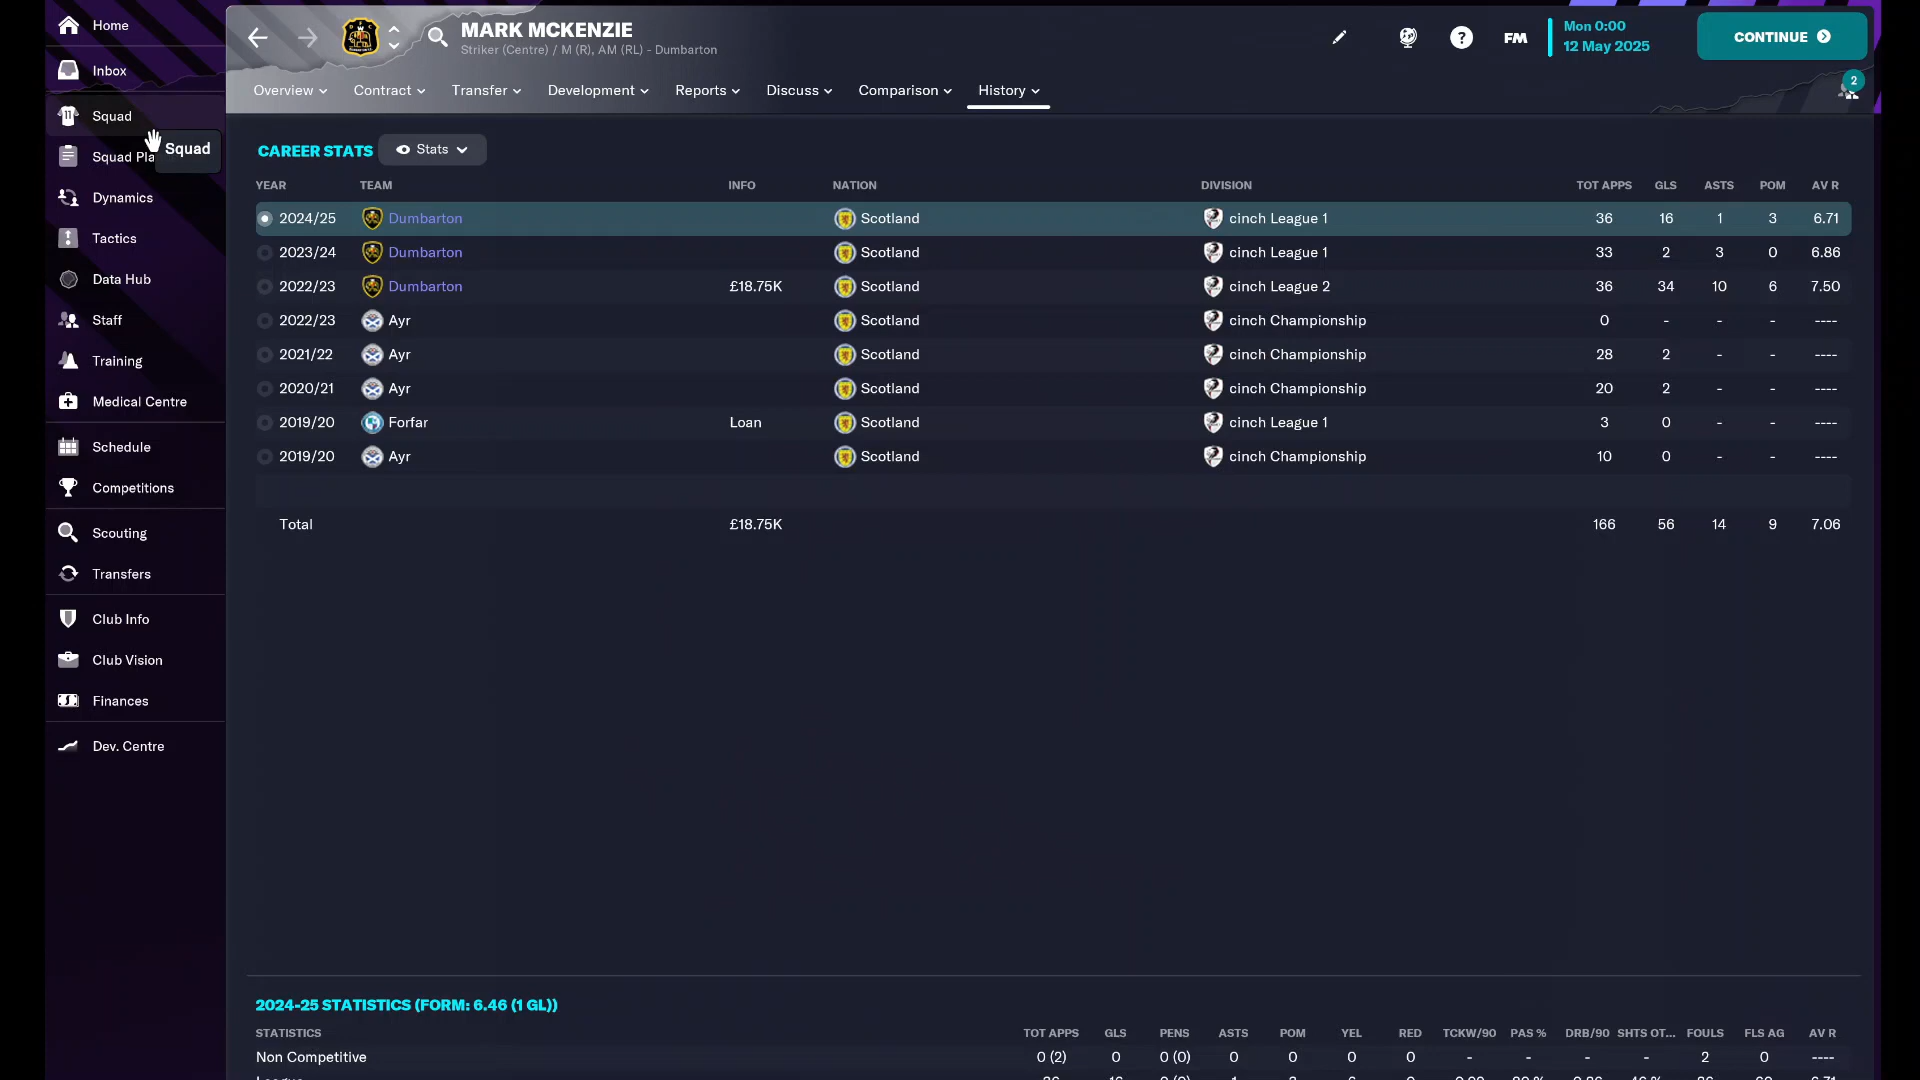 Home
Inbox
Squad
Squad Pla
Squad
Dynamics
Tactics
Data Hub
Staff
Training
Medical Centre
Schedule
Competitions
Scouting
Transfers
Club Info
Club Vision
Finances
Dev. Centre
MARK MCKENZIE
Striker (Centre) / M (R), AM (RL) - Dumbarton
? FM Mon 0:00
12 May 2025
CONTINUE
2
Overview Contract Transfer Development Reports Discuss Comparison History
CAREER STATS Stats
YEAR TEAM INFO NATION DIVISION TOT APPS GLS ASTS POM AV R
2024/25 Dumbarton Scotland cinch League 1 36 16 1 3 6.71
2023/24 Dumbarton Scotland cinch League 1 33 2 3 0 6.86
2022/23 Dumbarton £18.75K Scotland cinch League 2 36 34 10 6 7.50
2022/23 Ayr Scotland cinch Championship 0 - - - ----
2021/22 Ayr Scotland cinch Championship 28 2 - - ----
2020/21 Ayr Scotland cinch Championship 20 2 - - ----
2019/20 Forfar Loan Scotland cinch League 1 3 0 - - ----
2019/20 Ayr Scotland cinch Championship 10 0 - - ----
Total £18.75K 166 56 14 9 7.06
2024-25 STATISTICS (FORM: 6.46 (1 GL))
STATISTICS TOT APPS GLS PENS ASTS POM YEL RED TCKW/90 PAS % DRB/90 SHTS OT... FOULS FLS AG AV R
Non Competitive 0 (2) 0 0 (0) 0 0 0 0 - - - - 2 0 ----